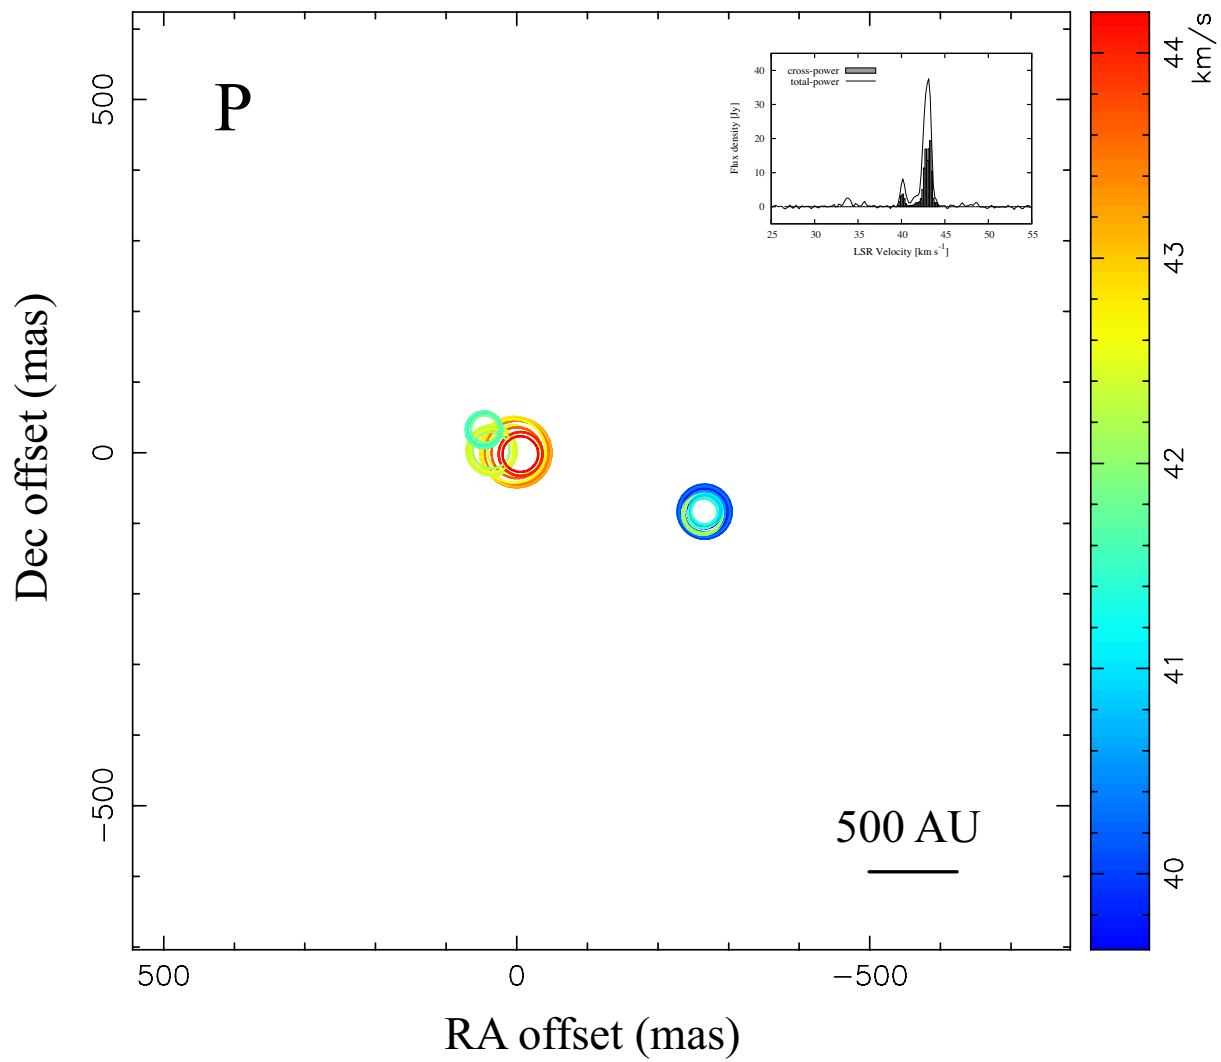 P
cross-power
total-power
Flux density [Jy]
40
30
20
10
0
25 30 35 40 45 50 55
LSR Velocity [km s⁻¹]
km/s
44
43
42
41
40
Dec offset (mas)
500
0
−500
500 AU
500 0 −500
RA offset (mas)